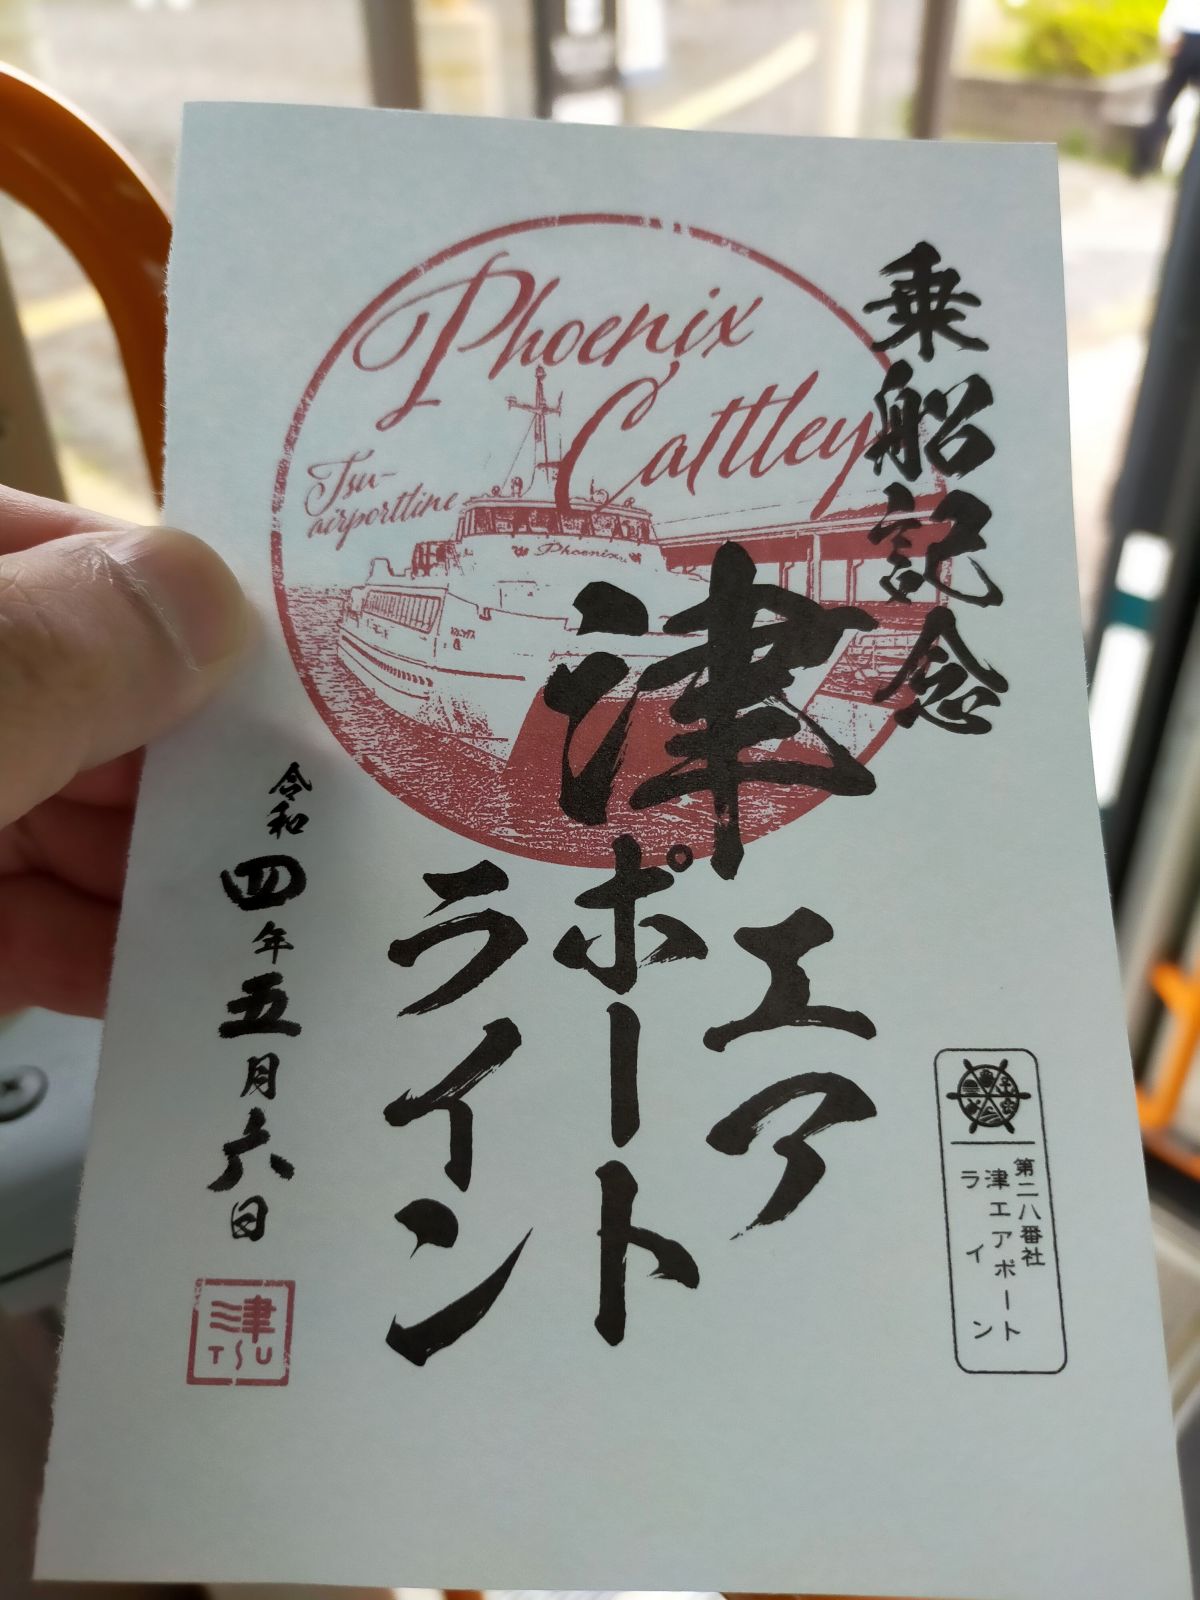 乗船記念
Phoenix
Cattleya
Tsu-
airportline
Phoenix
津エア
ポート
ライン
令和四年五月六日
津
TSU
第二八番社
津エアポート
ライン